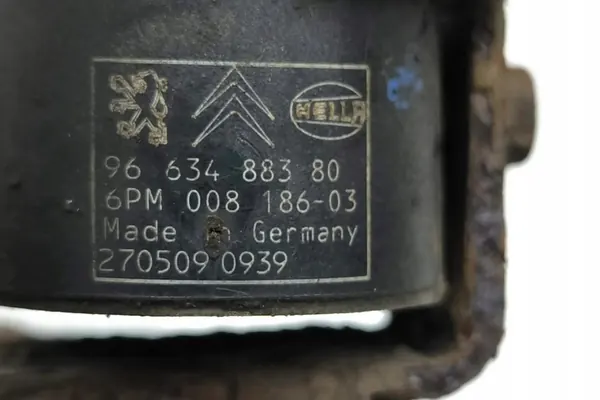 HELLA
96 634 883 80
6PM 008 186-03
Made in Germany
270509 0939